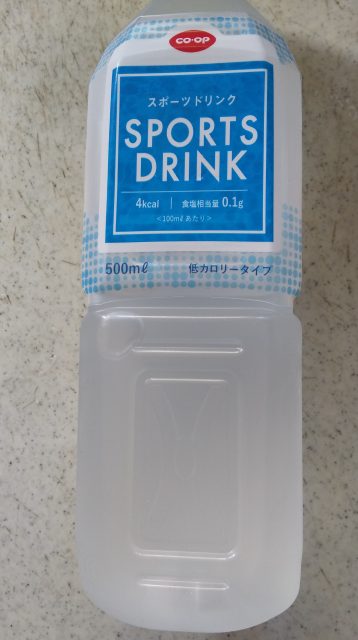 CO·OP
スポーツドリンク
SPORTS
DRINK
4kcal | 食塩相当量 0.1g
<100mlあたり>
500ml 低カロリータイプ